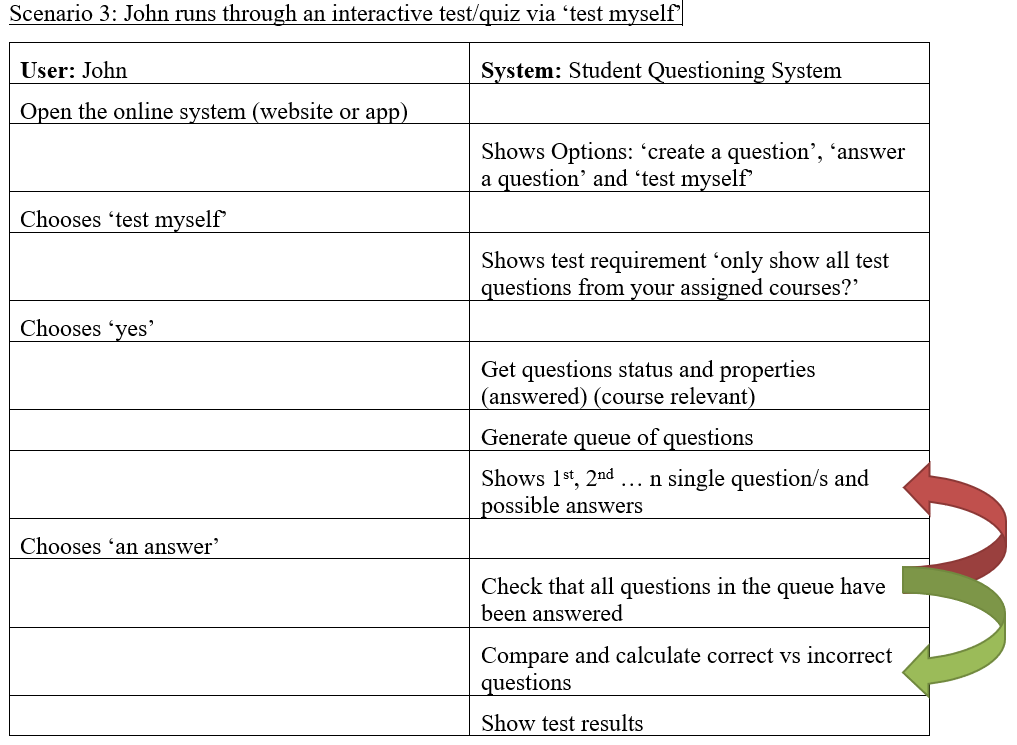 Scenario 3: John runs through an interactive test/quiz via ‘test myself’
User: John
System: Student Questioning System
Open the online system (website or app)
Shows Options: ‘create a question’, ‘answer
a question’ and ‘test myself’
Chooses ‘test myself’
Shows test requirement ‘only show all test
questions from your assigned courses?’
Chooses ‘yes’
Get questions status and properties
(answered) (course relevant)
Generate queue of questions
Shows 1st, 2nd … n single question/s and
possible answers
Chooses ‘an answer’
Check that all questions in the queue have
been answered
Compare and calculate correct vs incorrect
questions
Show test results